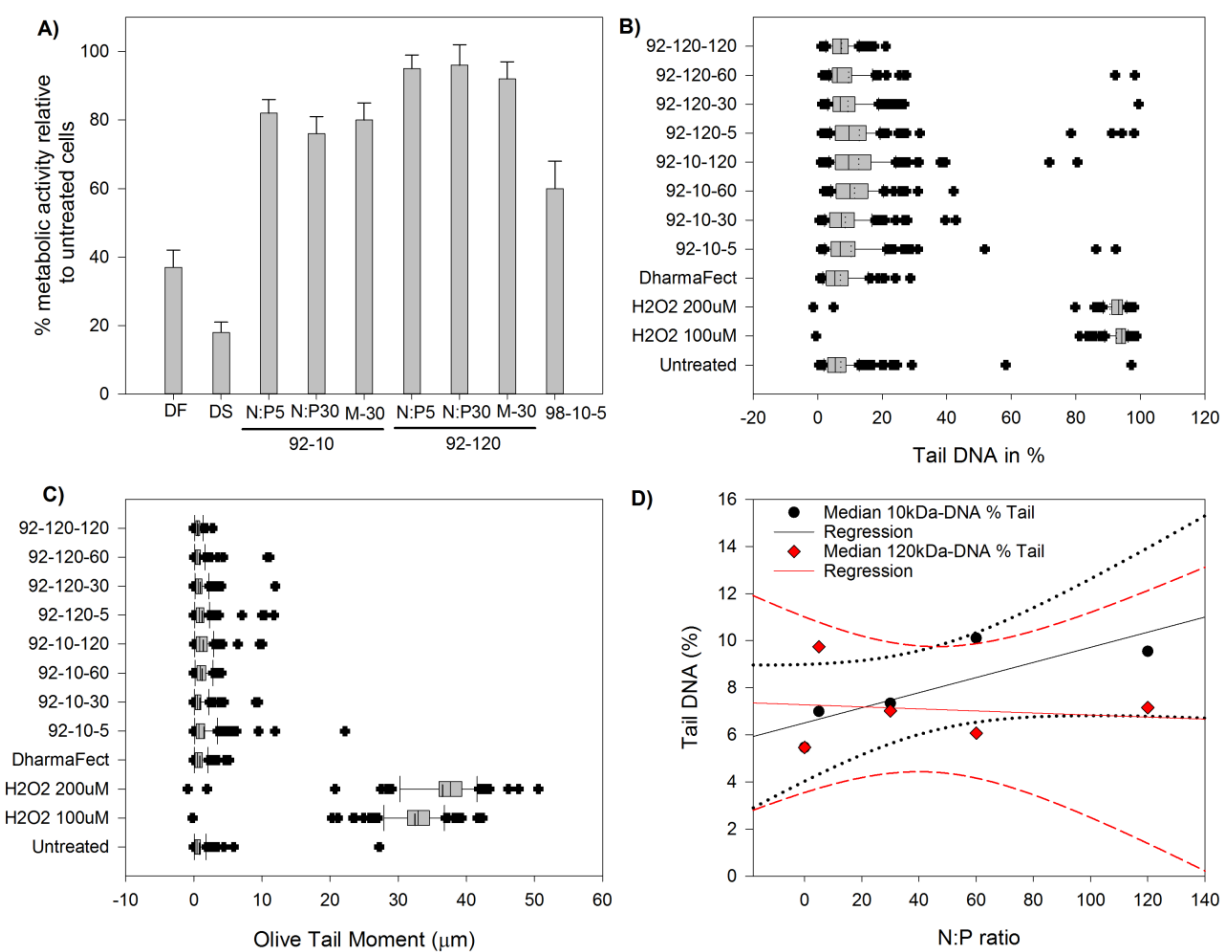 A)
% metabolic activity relative
to untreated cells
100
80
60
40
20
0
DF DS N:P5 N:P30 M-30 N:P5 N:P30 M-30 98-10-5
92-10 92-120
B)
92-120-120
92-120-60
92-120-30
92-120-5
92-10-120
92-10-60
92-10-30
92-10-5
DharmaFect
H2O2 200uM
H2O2 100uM
Untreated
-20 0 20 40 60 80 100 120
Tail DNA in %
C)
92-120-120
92-120-60
92-120-30
92-120-5
92-10-120
92-10-60
92-10-30
92-10-5
DharmaFect
H2O2 200uM
H2O2 100uM
Untreated
-10 0 10 20 30 40 50 60
Olive Tail Moment (μm)
D)
Tail DNA (%)
16
14
12
10
8
6
4
2
0
Median 10kDa-DNA % Tail
Regression
Median 120kDa-DNA % Tail
Regression
0 20 40 60 80 100 120 140
N:P ratio